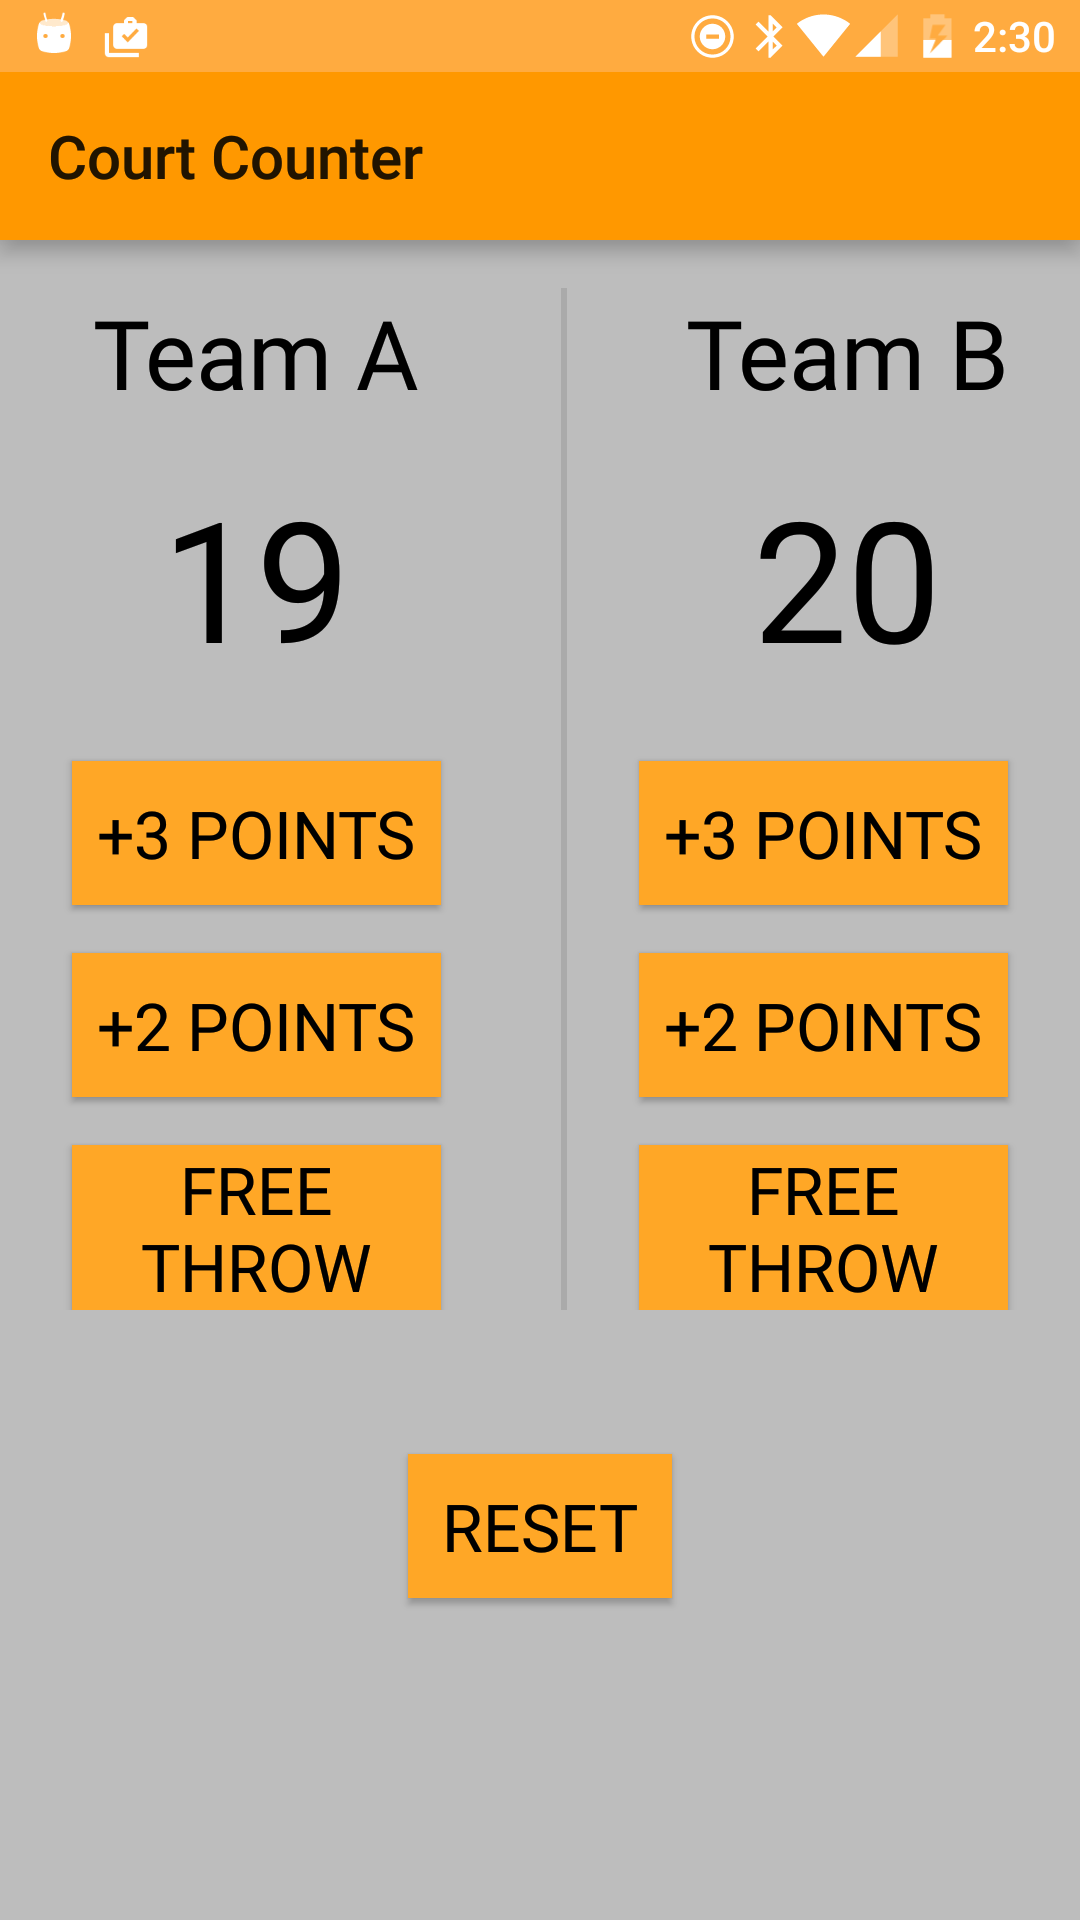 2:30
Court Counter
Team A
Team B
19
20
+3 POINTS
+3 POINTS
+2 POINTS
+2 POINTS
FREE
THROW
FREE
THROW
RESET